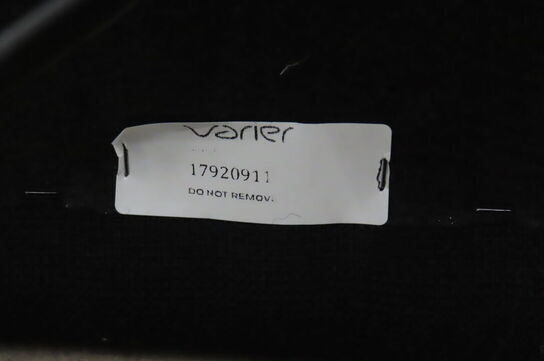 varier
17920911
DO NOT REMOV.